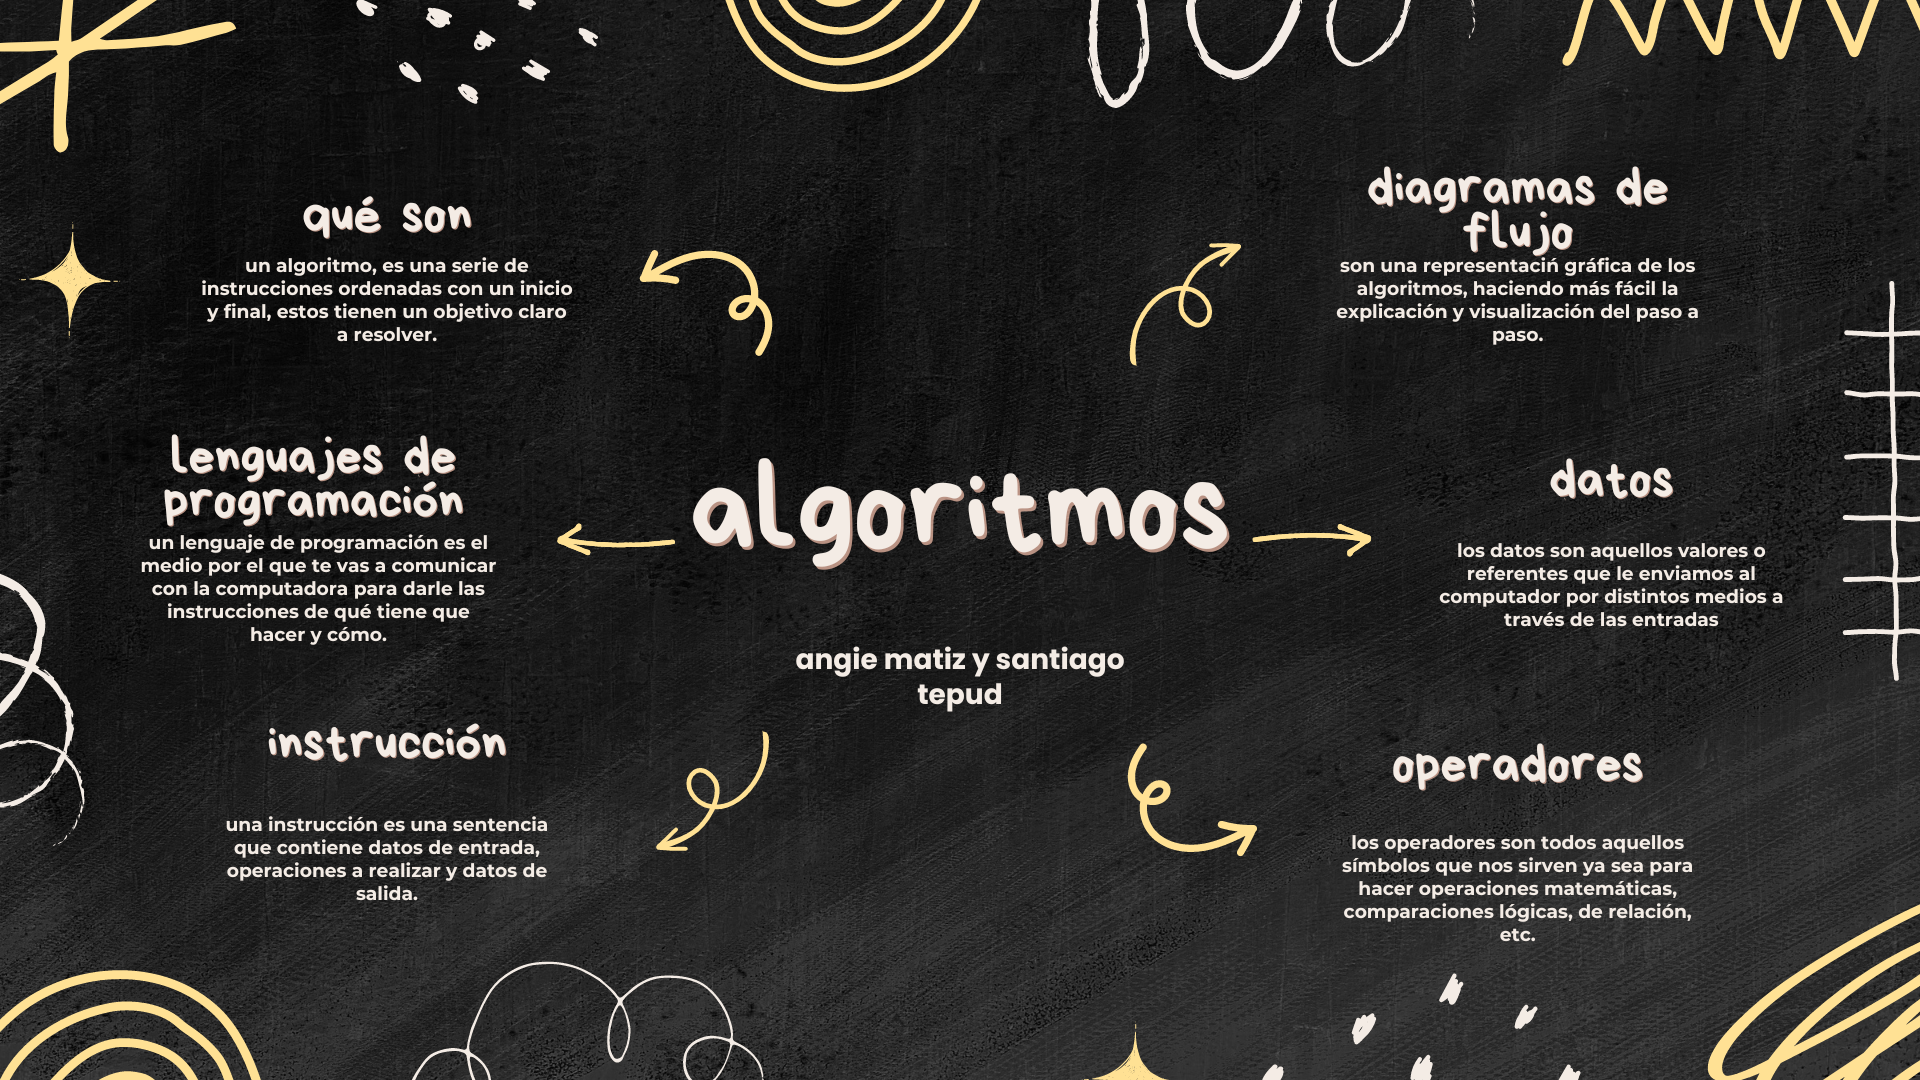 qué son
un algoritmo, es una serie de
instrucciones ordenadas con un inicio
y final, estos tienen un objetivo claro
a resolver.
lenguajes de
programación
un lenguaje de programación es el
medio por el que te vas a comunicar
con la computadora para darle las
instrucciones de qué tiene que
hacer y cómo.
instrucción
una instrucción es una sentencia
que contiene datos de entrada,
operaciones a realizar y datos de
salida.
algoritmos
angie matiz y santiago
tepud
diagramas de
flujo
son una representaciń gráfica de los
algoritmos, haciendo más fácil la
explicación y visualización del paso a
paso.
datos
los datos son aquellos valores o
referentes que le enviamos al
computador por distintos medios a
través de las entradas
operadores
los operadores son todos aquellos
símbolos que nos sirven ya sea para
hacer operaciones matemáticas,
comparaciones lógicas, de relación,
etc.